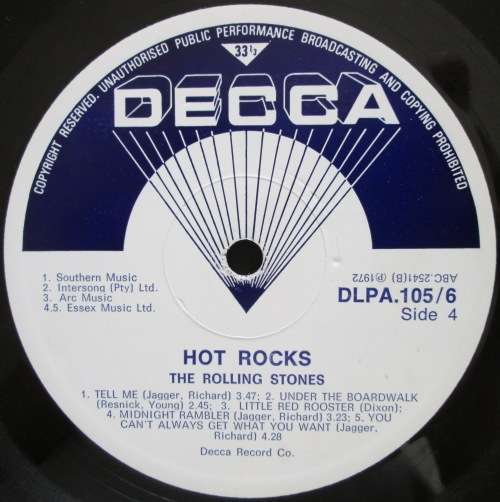 COPYRIGHT RESERVED. UNAUTHORISED PUBLIC PERFORMANCE BROADCASTING AND COPYING PROHIBITED
33 1/3
DECCA
1. Southern Music
2. Intersong (Pty) Ltd.
3. Arc Music
4.5. Essex Music Ltd.
ABC.2541(B) ℗1972
DLPA.105/6
Side 4
HOT ROCKS
THE ROLLING STONES
1. TELL ME (Jagger, Richard) 3.47; 2. UNDER THE BOARDWALK
(Resnick, Young) 2.45; 3. LITTLE RED ROOSTER (Dixon);
4. MIDNIGHT RAMBLER (Jagger, Richard) 3.23; 5. YOU
CAN'T ALWAYS GET WHAT YOU WANT (Jagger,
Richard) 4.28
Decca Record Co.